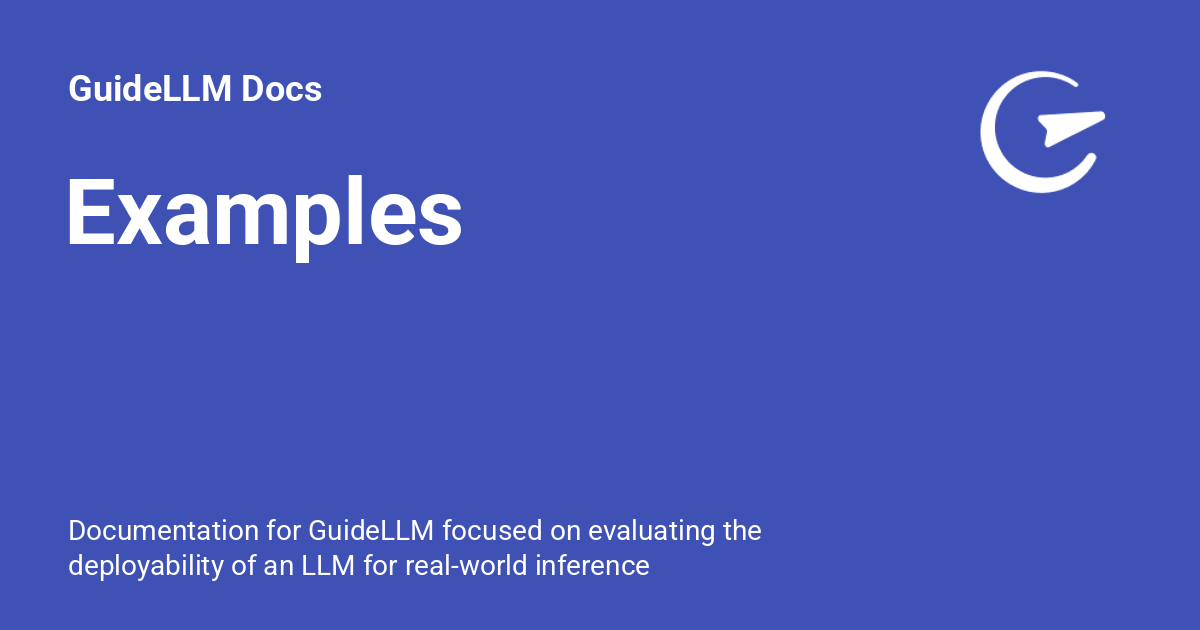 GuideLLM Docs
Examples
Documentation for GuideLLM focused on evaluating the
deployability of an LLM for real-world inference